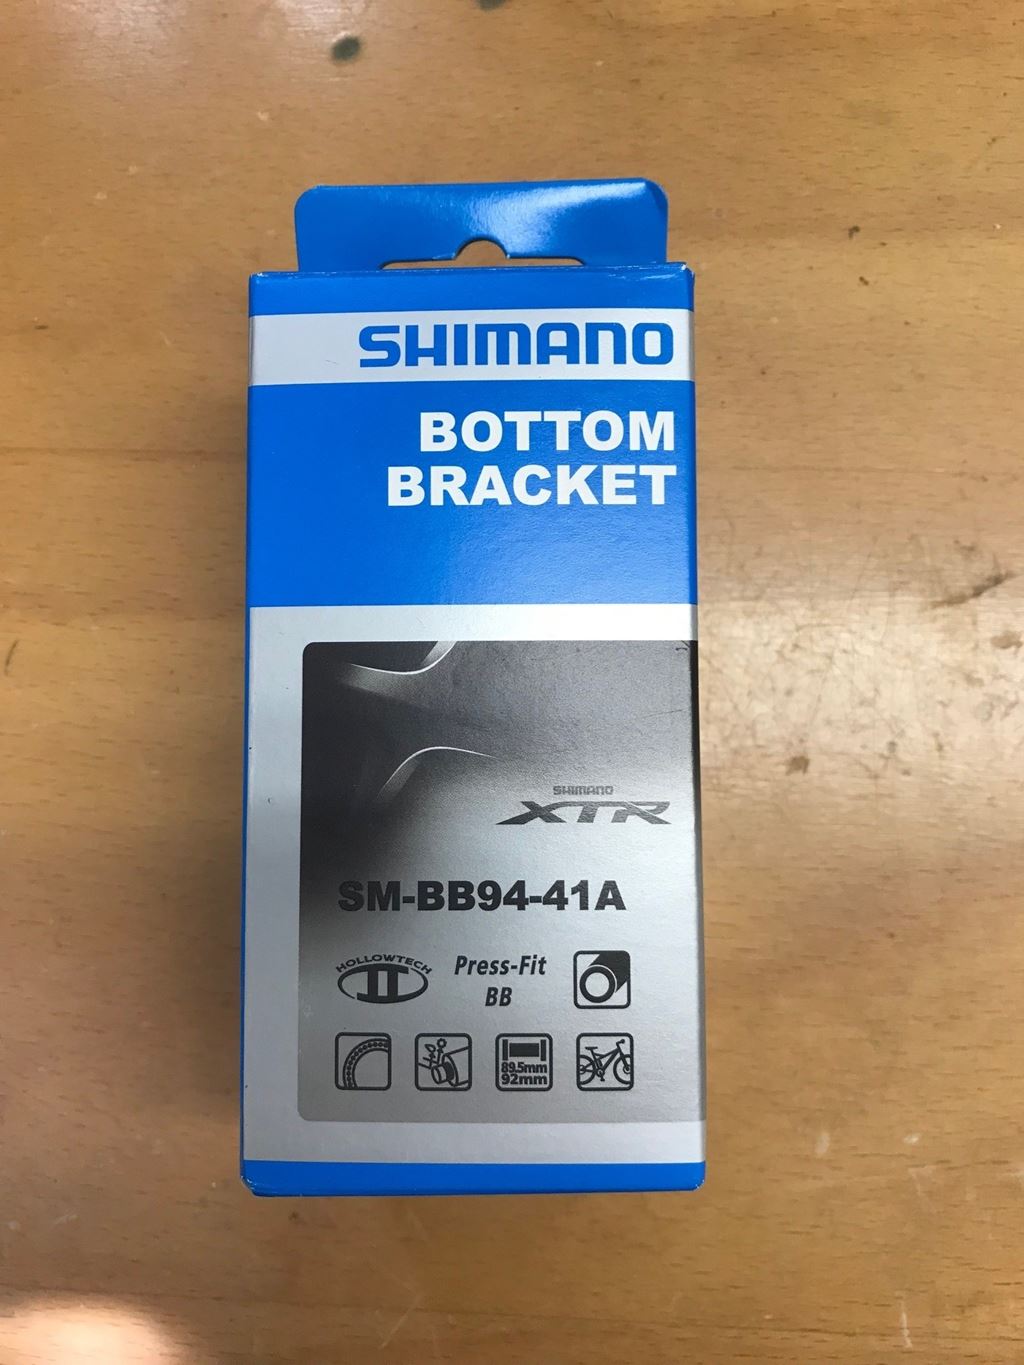 SHIMANO
BOTTOM
BRACKET
SHIMANO
XTR
SM-BB94-41A
HOLLOWTECH
II
Press-Fit
BB
89.5mm
92mm